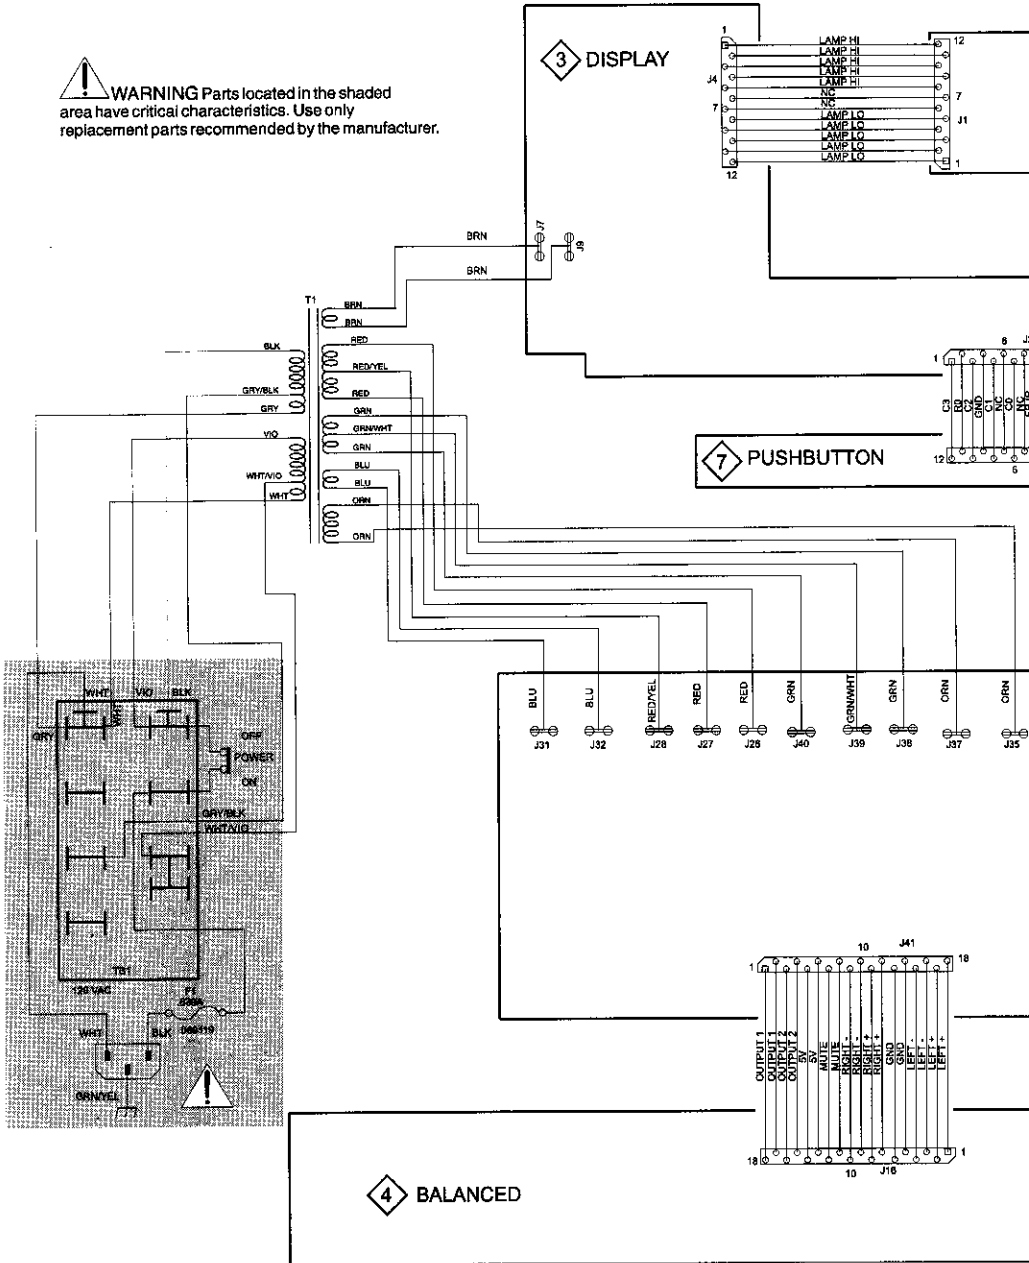 WARNING Parts located in the shaded
area have critical characteristics. Use only
replacement parts recommended by the manufacturer.
3 DISPLAY
1
J4
7
12
LAMP HI
LAMP HI
LAMP HI
LAMP HI
LAMP HI
NC
NC
LAMP LO
LAMP LO
LAMP LO
LAMP LO
LAMP LO
12
7
J1
1
BRN
BRN
J7
J9
T1
BRN
BRN
RED
RED/YEL
RED
GRN
GRN/WHT
GRN
BLU
BLU
ORN
ORN
BLK
GRY/BLK
GRY
VIO
WHT/VIO
WHT
1
6
C3
R0
C2
GND
C1
NC
C0
NC
12
6
7 PUSHBUTTON
BLU
BLU
RED/YEL
RED
RED
GRN
GRN/WHT
GRN
ORN
ORN
J31
J32
J28
J27
J40
J39
J38
J37
J35
WHT
VIO
BLK
WHT
GRY
OFF
POWER
ON
GRY/BLK
WHT/VIO
TB1
120 VAC
F1
WHT
BLK
GRN/YEL
1
10
J41
18
OUTPUT 1
OUTPUT 1
OUTPUT 2
OUTPUT 2
5V
5V
MUTE
MUTE
RIGHT -
RIGHT -
RIGHT +
RIGHT +
GND
GND
LEFT -
LEFT -
LEFT +
LEFT +
18
10
J16
1
4 BALANCED